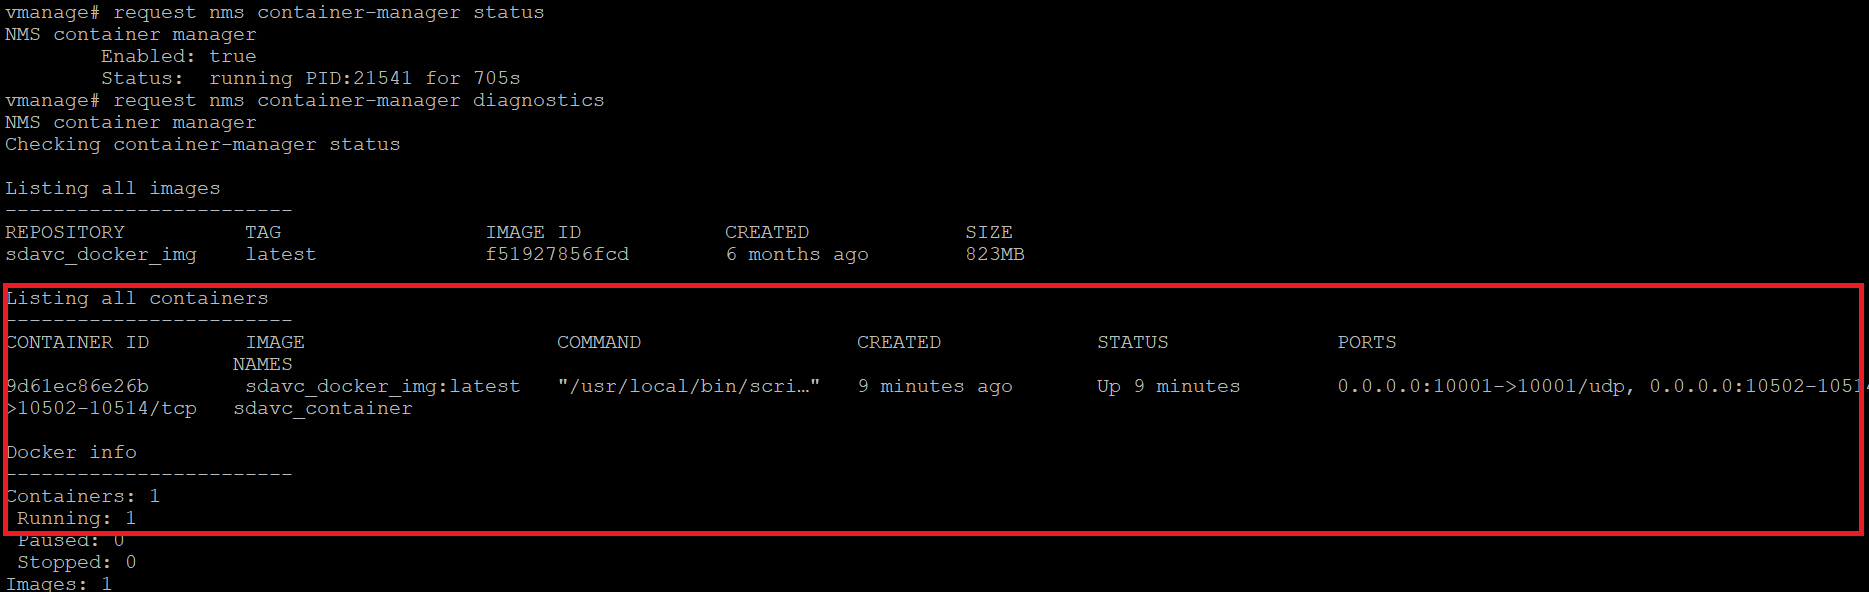 vmanage# request nms container-manager status
NMS container manager
Enabled: true
Status: running PID:21541 for 705s
vmanage# request nms container-manager diagnostics
NMS container manager
Checking container-manager status
Listing all images
------------------------
REPOSITORY TAG IMAGE ID CREATED SIZE
sdavc_docker_img latest f51927856fcd 6 months ago 823MB
Listing all containers
------------------------
CONTAINER ID IMAGE COMMAND CREATED STATUS PORTS
NAMES
9d61ec86e26b sdavc_docker_img:latest "/usr/local/bin/scri…" 9 minutes ago Up 9 minutes 0.0.0.0:10001->10001/udp, 0.0.0.0:10502-10514
>10502-10514/tcp sdavc_container
Docker info
------------------------
Containers: 1
Running: 1
Paused: 0
Stopped: 0
Images: 1